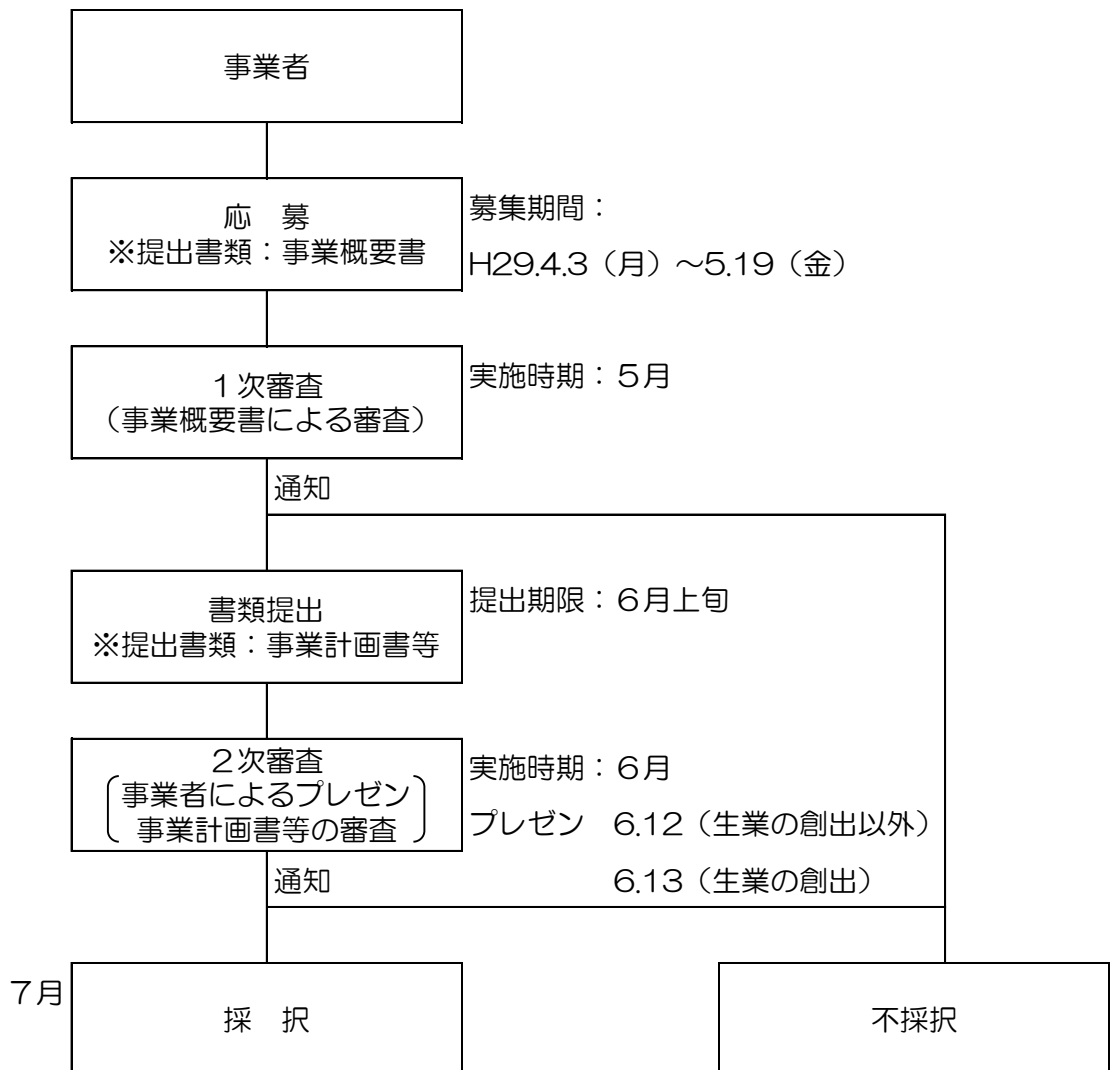 事業者
応　募
※提出書類：事業概要書
募集期間：
H29.4.3（月）～5.19（金）
１次審査
（事業概要書による審査）
実施時期：５月
通知
書類提出
※提出書類：事業計画書等
提出期限：６月上旬
２次審査
事業者によるプレゼン
事業計画書等の審査
実施時期：６月
プレゼン　6.12（生業の創出以外）
6.13（生業の創出）
通知
７月
採　択
不採択